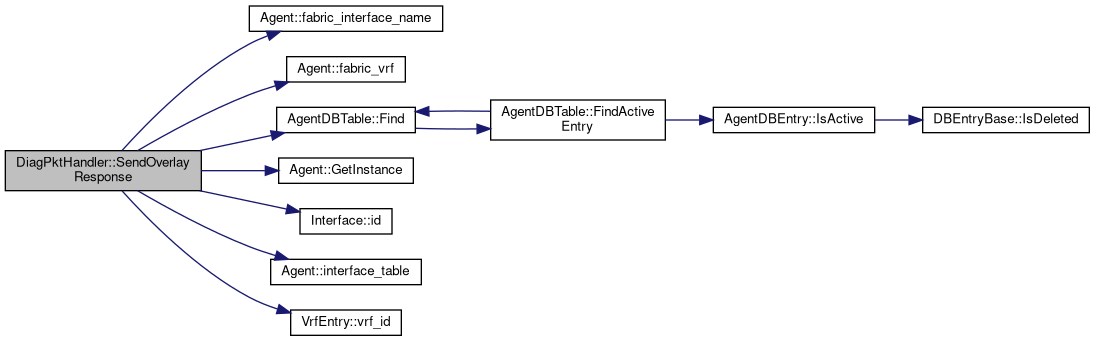 DiagPktHandler::SendOverlay
Response
Agent::fabric_interface_name
Agent::fabric_vrf
AgentDBTable::Find
Agent::GetInstance
Interface::id
Agent::interface_table
VrfEntry::vrf_id
AgentDBTable::FindActive
Entry
AgentDBEntry::IsActive
DBEntryBase::IsDeleted